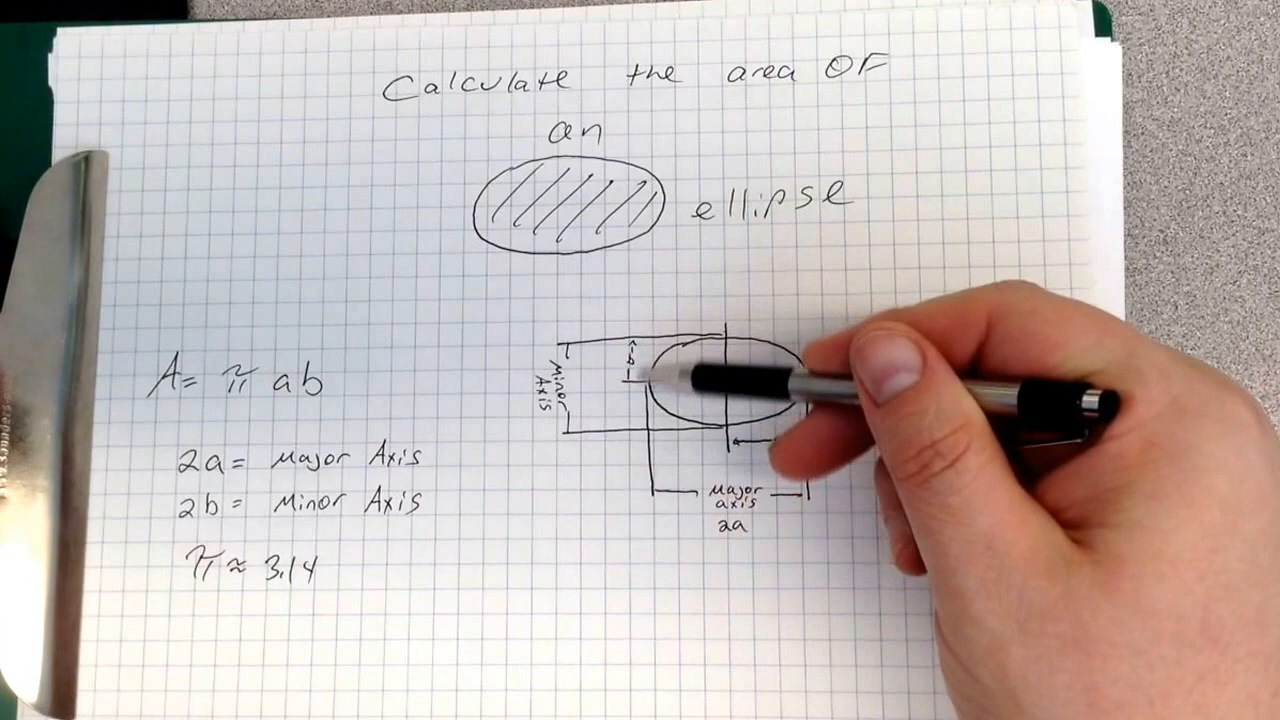 Calculate the area OF
an
ellipse
A= π ab
2a= Major Axis
2b= Minor Axis
π ≈ 3.14
Minor
Axis
b
Major
axis
2a